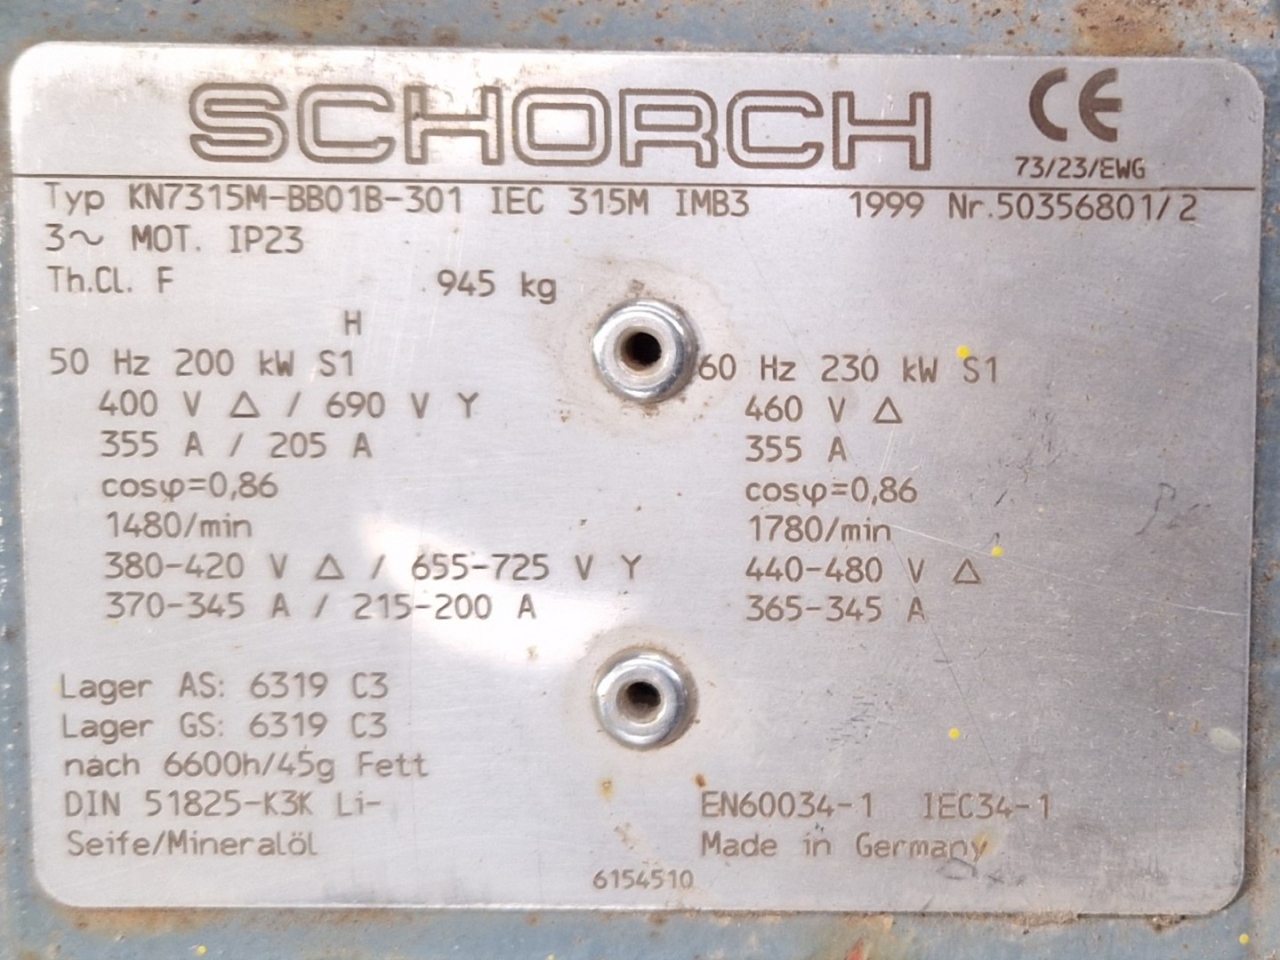 SCHORCH CE
73/23/EWG
Typ KN7315M-BB01B-301 IEC 315M IMB3 1999 Nr.50356801/2
3~ MOT. IP23
Th.Cl. F 945 kg
H
50 Hz 200 kW S1 60 Hz 230 kW S1
400 V △ / 690 V Y 460 V △
355 A / 205 A 355 A
cosφ=0,86 cosφ=0,86
1480/min 1780/min
380-420 V △ / 655-725 V Y 440-480 V △
370-345 A / 215-200 A 365-345 A
Lager AS: 6319 C3
Lager GS: 6319 C3
nach 6600h/45g Fett
DIN 51825-K3K Li- EN60034-1 IEC34-1
Seife/Mineralöl Made in Germany
6154510